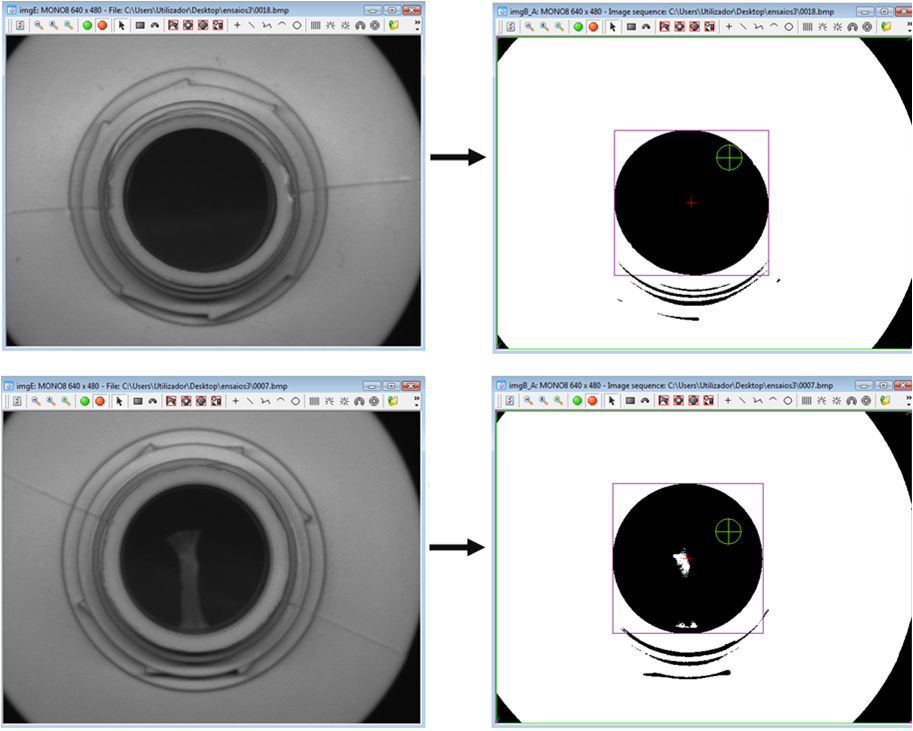 imgE: MONO8 640 x 480 - File: C:\Users\Utilizador\Desktop\ensaios3\0018.bmp
imgB_A: MONO8 640 x 480 - Image sequence: C:\Users\Utilizador\Desktop\ensaios3\0018.bmp
imgE: MONO8 640 x 480 - File: C:\Users\Utilizador\Desktop\ensaios3\0007.bmp
imgB_A: MONO8 640 x 480 - Image sequence: C:\Users\Utilizador\Desktop\ensaios3\0007.bmp